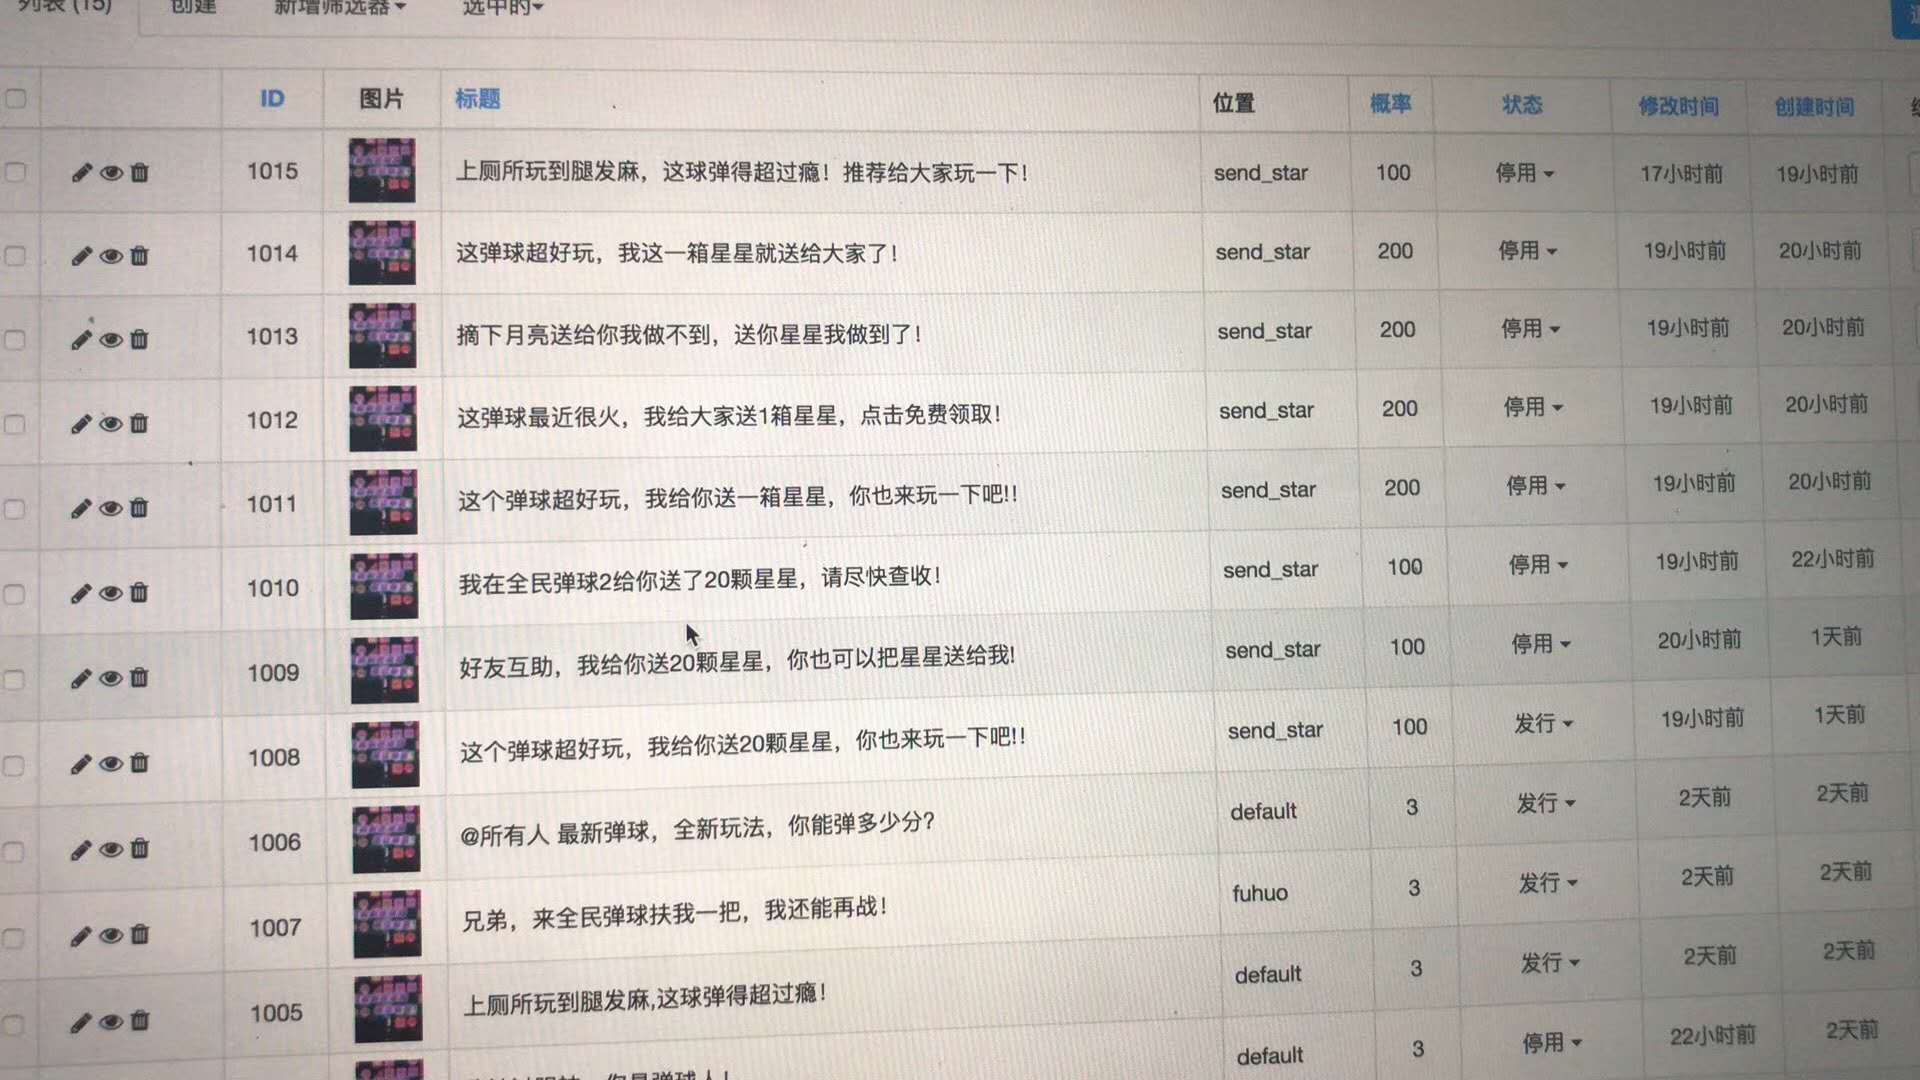 列表 (15) 创建 新增筛选器 选中的
ID 图片 标题 位置 概率 状态 修改时间 创建时间
1015 上厕所玩到腿发麻，这球弹得超过瘾！推荐给大家玩一下！ send_star 100 停用 17小时前 19小时前
1014 这弹球超好玩，我这一箱星星就送给大家了！ send_star 200 停用 19小时前 20小时前
1013 摘下月亮送给你我做不到，送你星星我做到了！ send_star 200 停用 19小时前 20小时前
1012 这弹球最近很火，我给大家送1箱星星，点击免费领取！ send_star 200 停用 19小时前 20小时前
1011 这个弹球超好玩，我给你送一箱星星，你也来玩一下吧!! send_star 200 停用 19小时前 20小时前
1010 我在全民弹球2给你送了20颗星星，请尽快查收！ send_star 100 停用 19小时前 22小时前
1009 好友互助，我给你送20颗星星，你也可以把星星送给我! send_star 100 停用 20小时前 1天前
1008 这个弹球超好玩，我给你送20颗星星，你也来玩一下吧!! send_star 100 发行 19小时前 1天前
1006 @所有人 最新弹球，全新玩法，你能弹多少分？ default 3 发行 2天前 2天前
1007 兄弟，来全民弹球扶我一把，我还能再战！ fuhuo 3 发行 2天前 2天前
1005 上厕所玩到腿发麻,这球弹得超过瘾！ default 3 发行 2天前 2天前
default 3 停用 22小时前 2天前